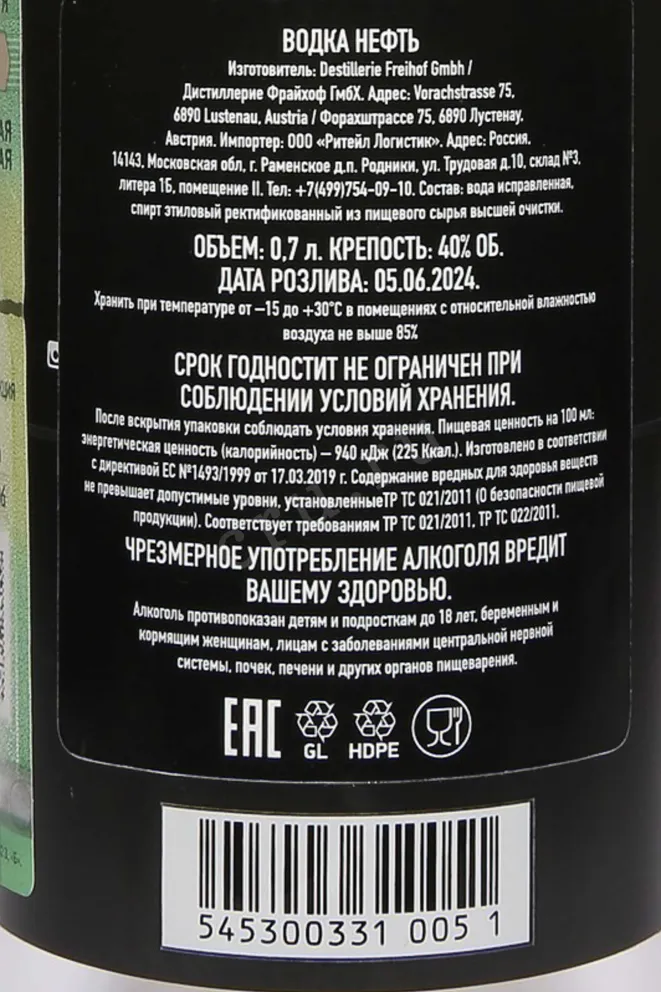 ВОДКА НЕФТЬ
Изготовитель: Destillerie Freihof Gmbh /
Дистиллерие Фрайхоф ГмбХ. Адрес: Vorachstrasse 75,
6890 Lustenau, Austria / Форахштрассе 75, 6890 Лустенау,
Австрия. Импортер: ООО «Ритейл Логистик». Адрес: Россия,
14143, Московская обл, г. Раменское д.п. Родники, ул. Трудовая д.10, склад №3,
литера 1Б, помещение II. Тел: +7(499)754-09-10. Состав: вода исправленная,
спирт этиловый ректификованный из пищевого сырья высшей очистки.
ОБЪЕМ: 0,7 л. КРЕПОСТЬ: 40% ОБ.
ДАТА РОЗЛИВА: 05.06.2024.
Хранить при температуре от –15 до +30°С в помещениях с относительной влажностью
воздуха не выше 85%
СРОК ГОДНОСТИТ НЕ ОГРАНИЧЕН ПРИ
СОБЛЮДЕНИИ УСЛОВИЙ ХРАНЕНИЯ.
После вскрытия упаковки соблюдать условия хранения. Пищевая ценность на 100 мл:
энергетическая ценность (калорийность) – 940 кДж (225 Ккал.). Изготовлено в соответствии
с директивой ЕС №1493/1999 от 17.03.2019 г. Содержание вредных для здоровья веществ
не превышает допустимые уровни, установленныеТР ТС 021/2011 (О безопасности пищевой
продукции). Соответствует требованиям ТР ТС 021/2011, ТР ТС 022/2011.
ЧРЕЗМЕРНОЕ УПОТРЕБЛЕНИЕ АЛКОГОЛЯ ВРЕДИТ
ВАШЕМУ ЗДОРОВЬЮ.
Алкоголь противопоказан детям и подросткам до 18 лет, беременным и
кормящим женщинам, лицам с заболеваниями центральной нервной
системы, почек, печени и других органов пищеварения.
EAC GL HDPE
545300331 005 1